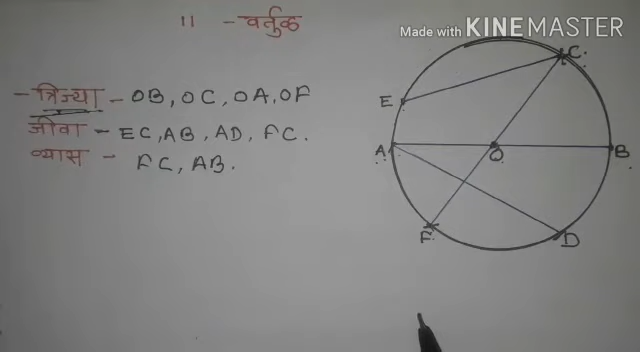 11 - वर्तुळ
Made with KINEMASTER
- त्रिज्या - OB, OC, OA, OF
जीवा - EC, AB, AD, FC.
व्यास - FC, AB.
C.
E
A
O
B
F
D